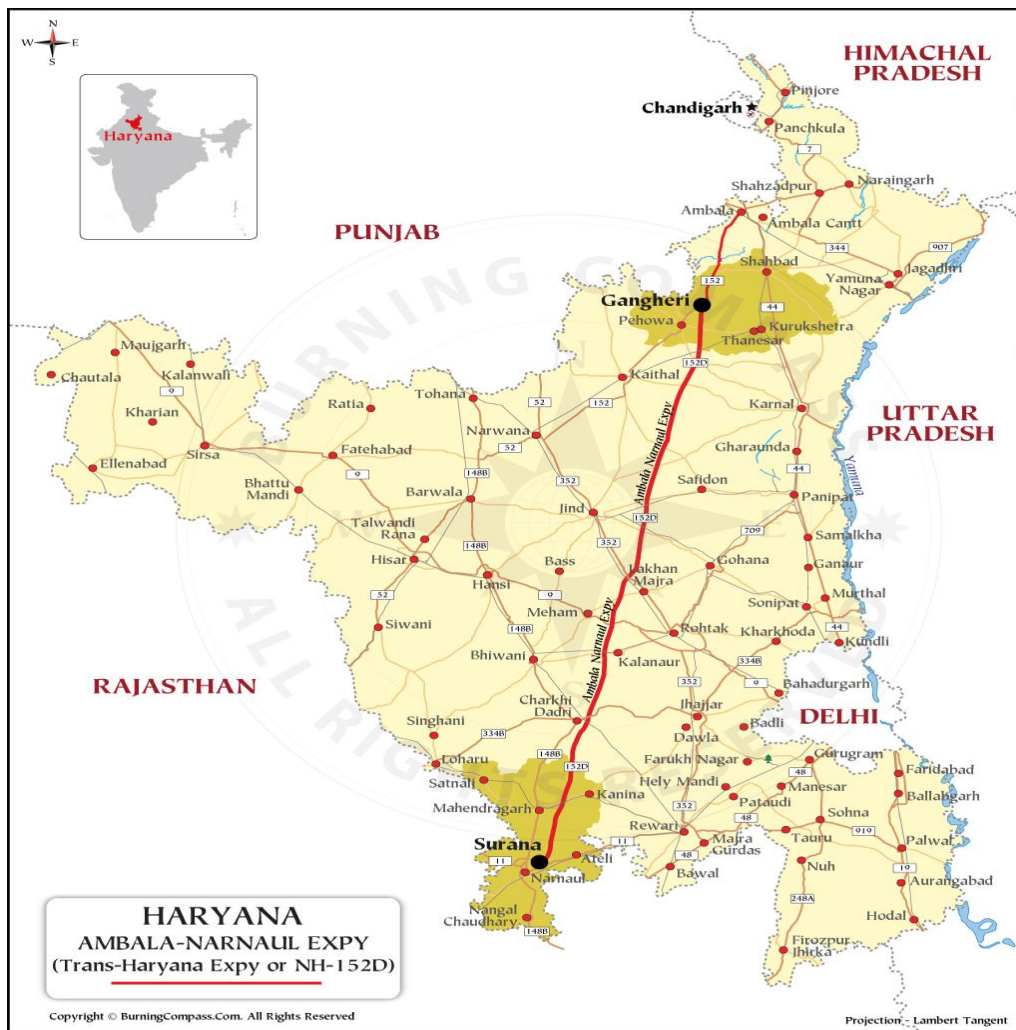 N
W E
S
HIMACHAL
PRADESH
Pinjore
Chandigarh
Haryana
Panchkula
7
Naraingarh
Shahzadpur
Ambala
Ambala Cantt
PUNJAB
344
907
Shahbad
Jagadhri
152
Yamuna
Nagar
Gangheri
44
Pehowa
Kurukshetra
Thanesar
Maujgarh
152D
Chautala
Kalanwali
Kaithal
9
Tohana
52
152
Kharian
Ratia
Ambala Narnaul Expy
Karnal
UTTAR
PRADESH
Narwana
Sirsa
Fatehabad
52
Gharaunda
Ellenabad
9
148B
44
Yamuna
Bhattu
Mandi
352
Safidon
Barwala
Panipat
Jind
152D
Talwandi
Rana
709
Samalkha
148B
352
Hisar
Bass
Lakhan
Majra
Gohana
Ganaur
Hansi
52
9
Murthal
Meham
Sonipat
Siwani
148B
Ambala Narnaul Expy
Rohtak
Kharkhoda
44
Kundli
Bhiwani
Kalanaur
334B
RAJASTHAN
352
9
Bahadurgarh
Charkhi
Dadri
Jhajjar
DELHI
Singhani
334B
Dawla
Badli
148B
Loharu
152D
Farukh Nagar
Gurugram
Satnali
Hely Mandi
48
Faridabad
Kanina
Manesar
Ballabgarh
Mahendragarh
352
Pataudi
Sohna
48
Rewari
Tauru
919
Surana
11
Majra
Gurdas
Palwal
11
Ateli
48
Nuh
19
Narnaul
Bawal
Aurangabad
Nangal
Chaudhary
248A
Hodal
148B
Firozpur
Jhirka
HARYANA
AMBALA-NARNAUL EXPY
(Trans-Haryana Expy or NH-152D)
Copyright © BurningCompass.Com. All Rights Reserved
Projection - Lambert Tangent
BURNING COMPASS
ALL RIGHTS RESERVED